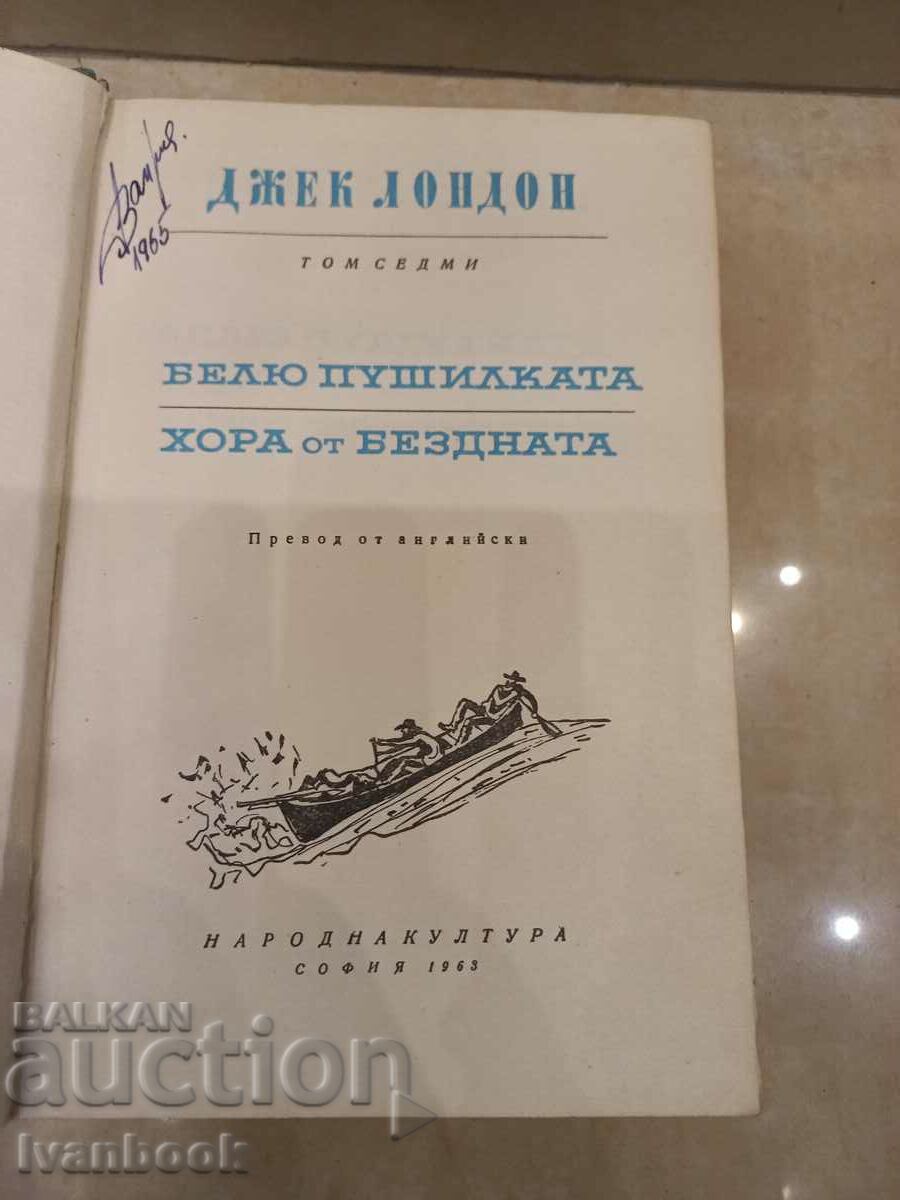 1965
ДЖЕК ЛОНДОН
ТОМ СЕДМИ
БЕЛЮ ПУШИЛКАТА
ХОРА от БЕЗДНАТА
Превод от английски
НАРОДНА КУЛТУРА
СОФИЯ 1963
BALKAN
auction
Ivanbook